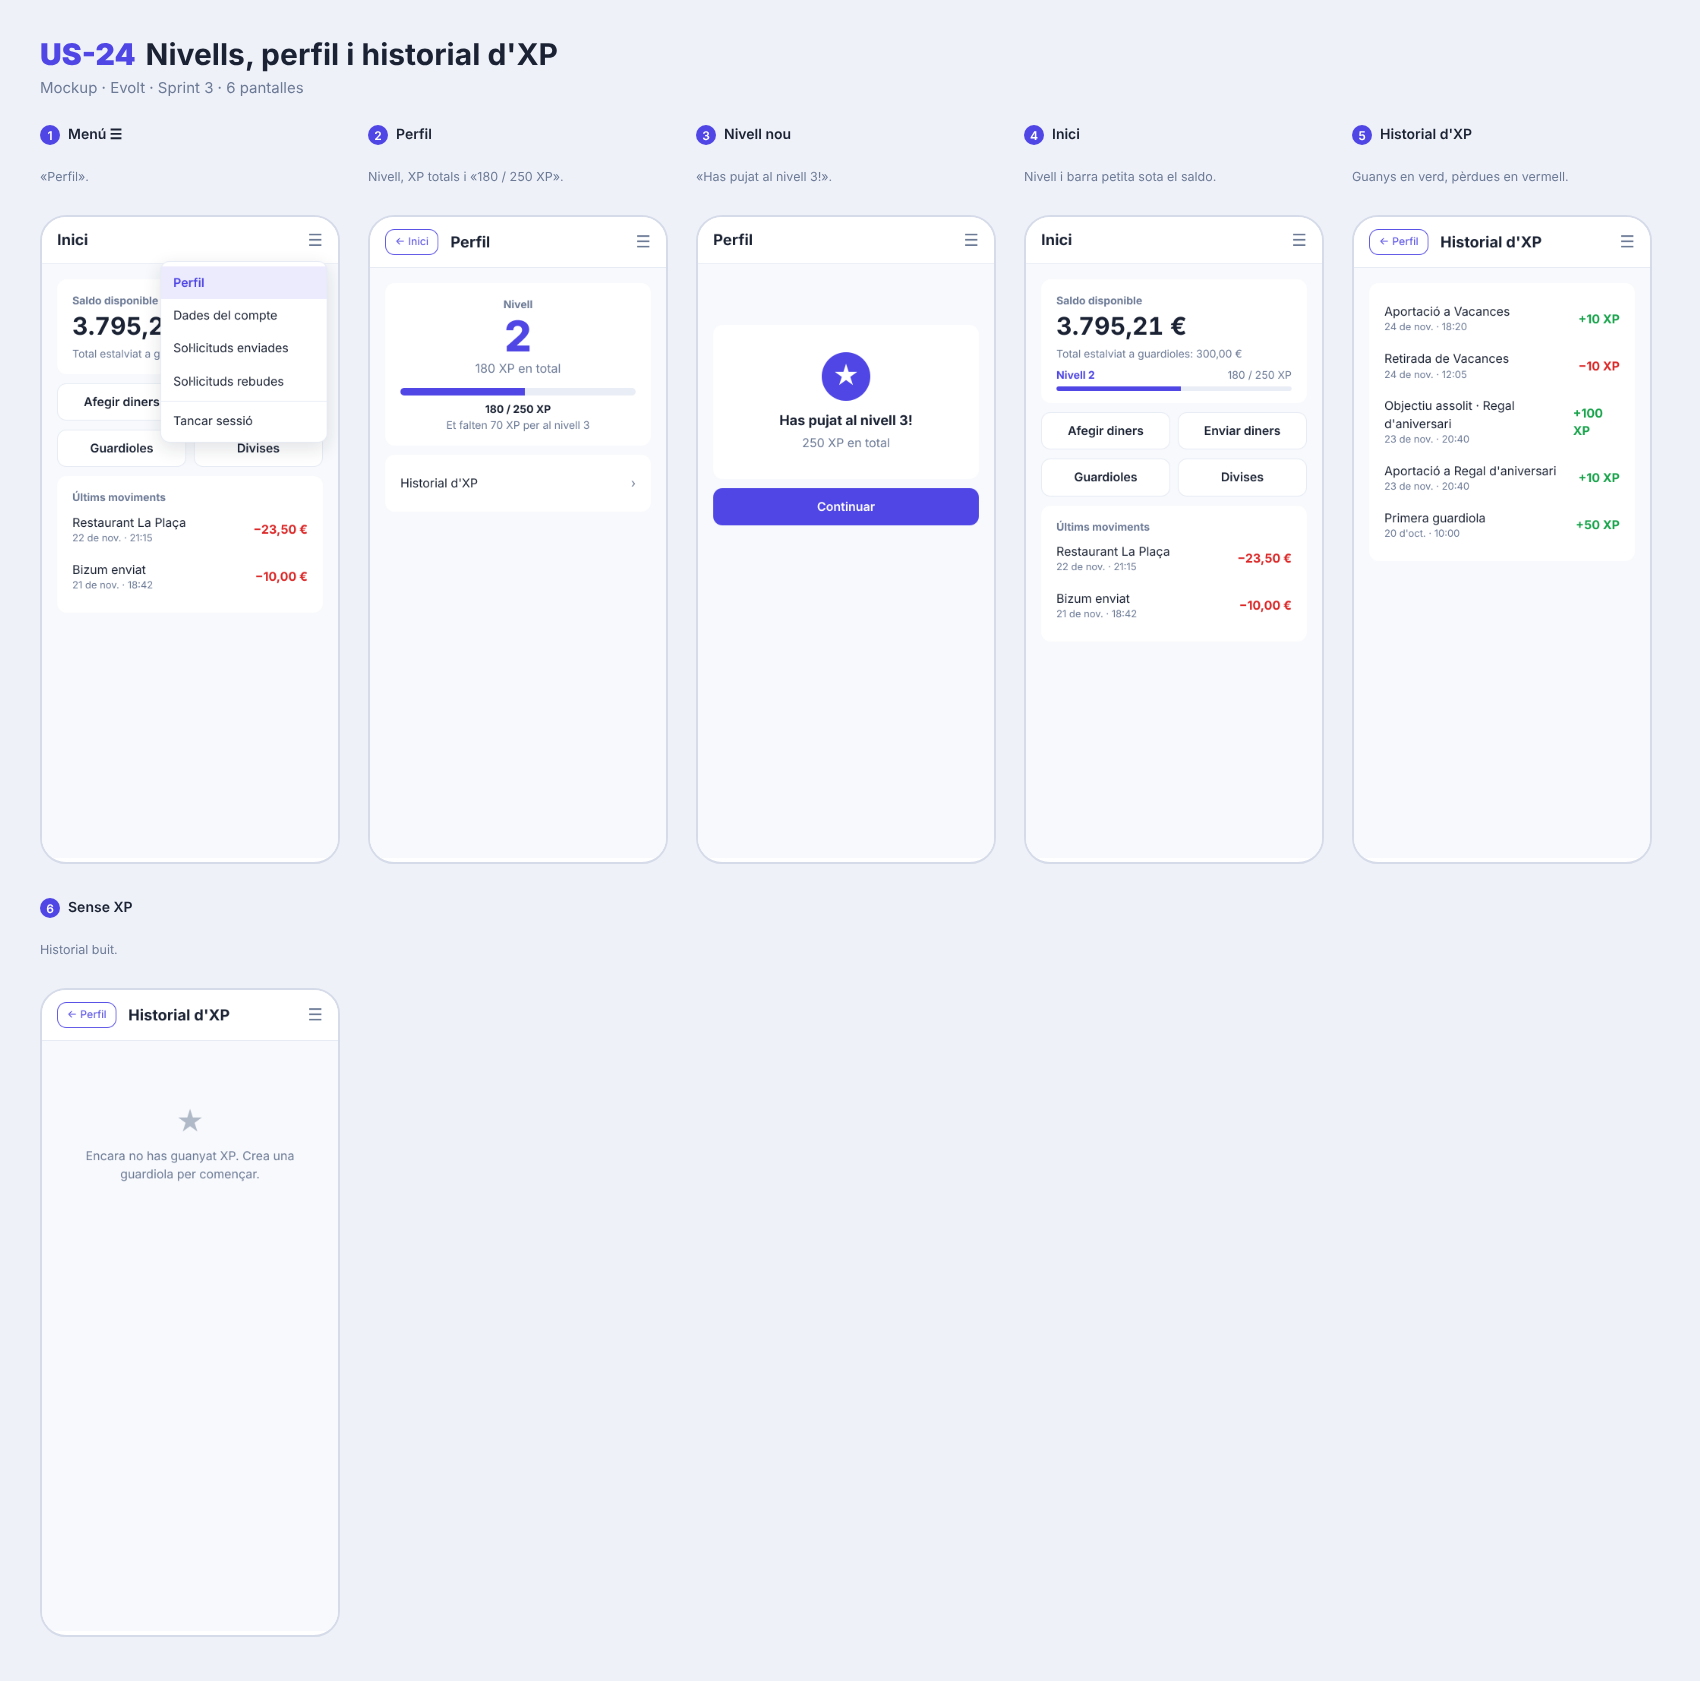 US-24 Nivells, perfil i historial d'XP
Mockup · Evolt · Sprint 3 · 6 pantalles
1 Menú ☰
«Perfil».
Inici ☰
Perfil
Dades del compte
Sol·licituds enviades
Sol·licituds rebudes
Tancar sessió
Saldo disponible
3.795,2
Total estalviat a g
Afegir diners
Guardioles
Divises
Últims moviments
Restaurant La Plaça
22 de nov. · 21:15
−23,50 €
Bizum enviat
21 de nov. · 18:42
−10,00 €
2 Perfil
Nivell, XP totals i «180 / 250 XP».
← Inici
Perfil ☰
Nivell
2
180 XP en total
180 / 250 XP
Et falten 70 XP per al nivell 3
Historial d'XP ›
3 Nivell nou
«Has pujat al nivell 3!».
Perfil ☰
★
Has pujat al nivell 3!
250 XP en total
Continuar
4 Inici
Nivell i barra petita sota el saldo.
Inici ☰
Saldo disponible
3.795,21 €
Total estalviat a guardioles: 300,00 €
Nivell 2
180 / 250 XP
Afegir diners
Enviar diners
Guardioles
Divises
Últims moviments
Restaurant La Plaça
22 de nov. · 21:15
−23,50 €
Bizum enviat
21 de nov. · 18:42
−10,00 €
5 Historial d'XP
Guanys en verd, pèrdues en vermell.
← Perfil
Historial d'XP ☰
Aportació a Vacances
24 de nov. · 18:20
+10 XP
Retirada de Vacances
24 de nov. · 12:05
−10 XP
Objectiu assolit · Regal
d'aniversari
23 de nov. · 20:40
+100
XP
Aportació a Regal d'aniversari
23 de nov. · 20:40
+10 XP
Primera guardiola
20 d'oct. · 10:00
+50 XP
6 Sense XP
Historial buit.
← Perfil
Historial d'XP ☰
★
Encara no has guanyat XP. Crea una
guardiola per començar.